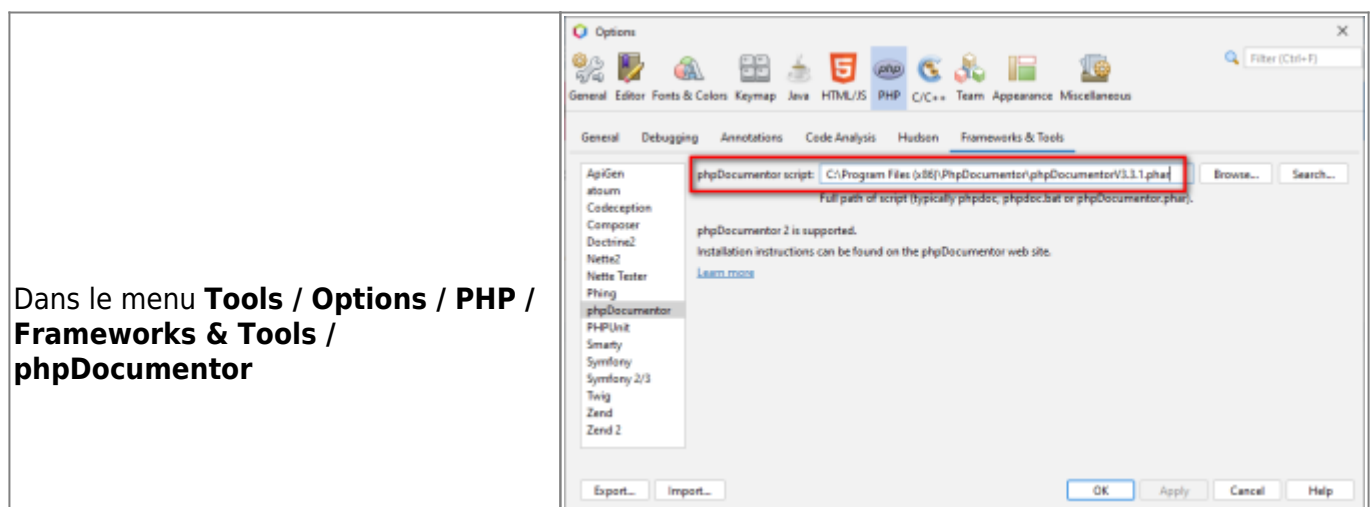 Dans le menu Tools / Options / PHP /
Frameworks & Tools /
phpDocumentor
Options
Filter (Ctrl+F)
General Editor Fonts & Colors Keymap Java HTML/JS PHP C/C++ Team Appearance Miscellaneous
General Debugging Annotations Code Analysis Hudson Frameworks & Tools
ApiGen
atoum
Codeception
Composer
Doctrine2
Nette2
Nette Tester
Phing
phpDocumentor
PHPUnit
Smarty
Symfony
Symfony 2/3
Twig
Zend
Zend 2
phpDocumentor script: C:\Program Files (x86)\PhpDocumentor\phpDocumentorV3.3.1.phar Browse... Search...
Full path of script (typically phpdoc, phpdoc.bat or phpDocumentor.phar).
phpDocumentor 2 is supported.
Installation instructions can be found on the phpDocumentor web site.
Learn more
Export... Import... OK Apply Cancel Help